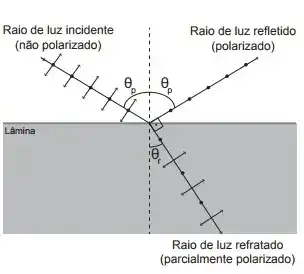 Raio de luz incidente
(não polarizado)
Raio de luz refletido
(polarizado)
θp
θp
Lâmina
θr
Raio de luz refratado
(parcialmente polarizado)